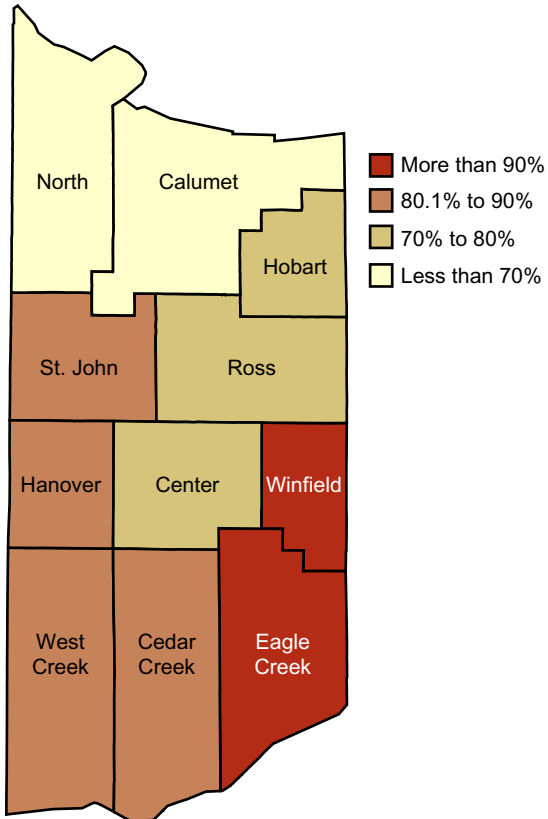 North
Calumet
Hobart
St. John
Ross
Hanover
Center
Winfield
West
Creek
Cedar
Creek
Eagle
Creek
More than 90%
80.1% to 90%
70% to 80%
Less than 70%